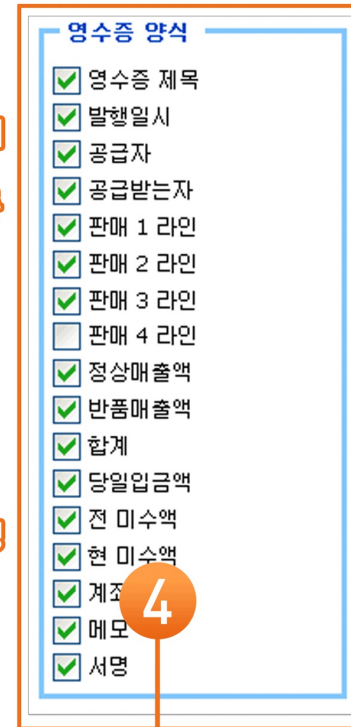 영수증 양식
영수증 제목
발행일시
공급자
공급받는자
판매 1 라인
판매 2 라인
판매 3 라인
판매 4 라인
정상매출액
반품매출액
합계
당일입금액
전 미수액
현 미수액
메모
서명
4